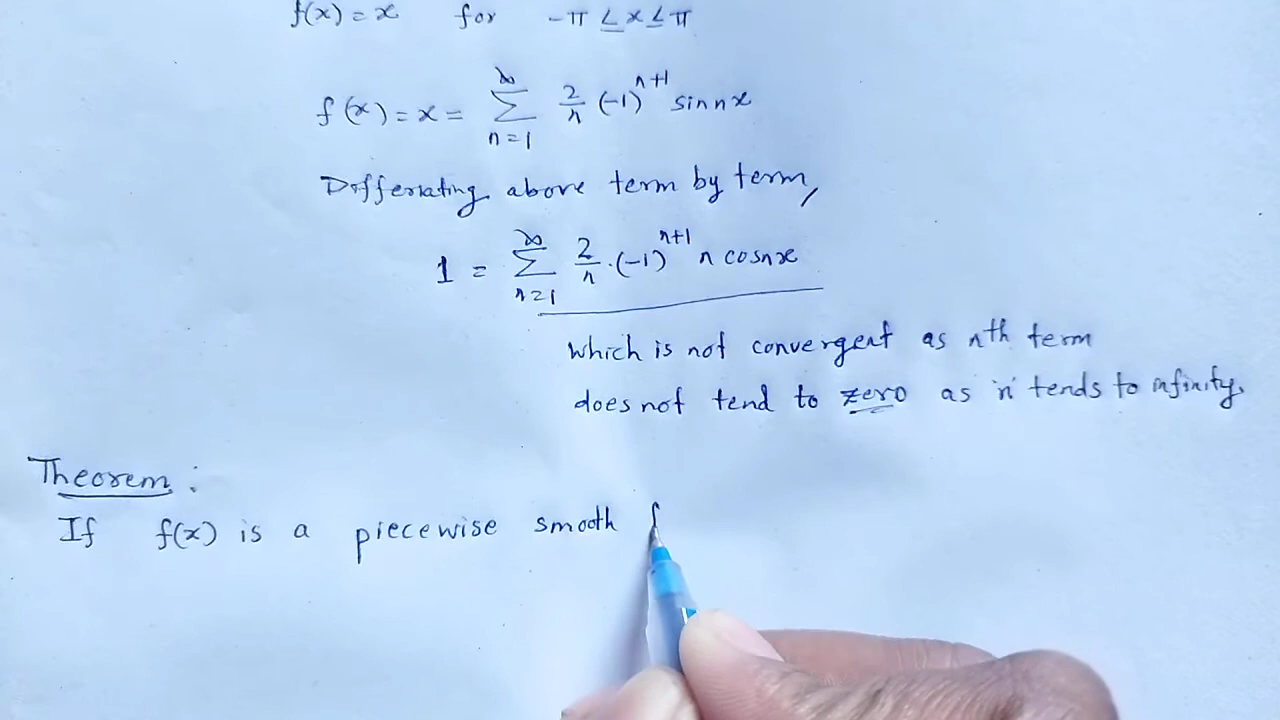 f(x) = x for -π ≤ x ≤ π
f(x) = x = ∞ Σ n=1 2/n (-1)^n+1 sin nx
Differiating above term by term,
1 = ∞ Σ n=1 2/n · (-1)^n+1 n cos nx
which is not convergent as nth term
does not tend to zero as 'n' tends to infinity.
Theorem :
If f(x) is a piecewise smooth f